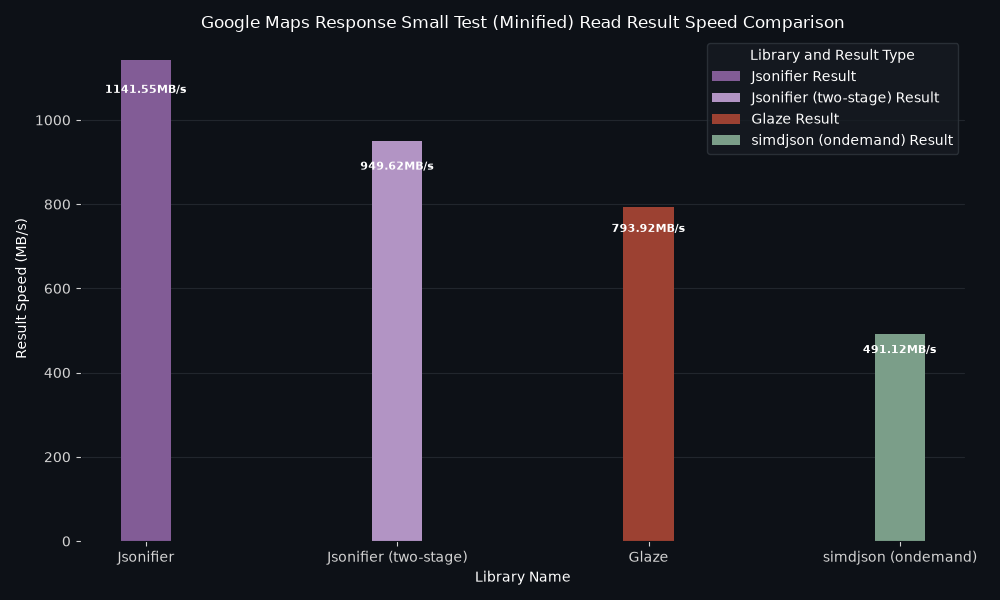 Google Maps Response Small Test (Minified) Read Result Speed Comparison
Library and Result Type
Jsonifier Result
Jsonifier (two-stage) Result
Glaze Result
simdjson (ondemand) Result
1141.55MB/s
949.62MB/s
793.92MB/s
491.12MB/s
Result Speed (MB/s)
1000
800
600
400
200
0
Jsonifier
Jsonifier (two-stage)
Glaze
simdjson (ondemand)
Library Name